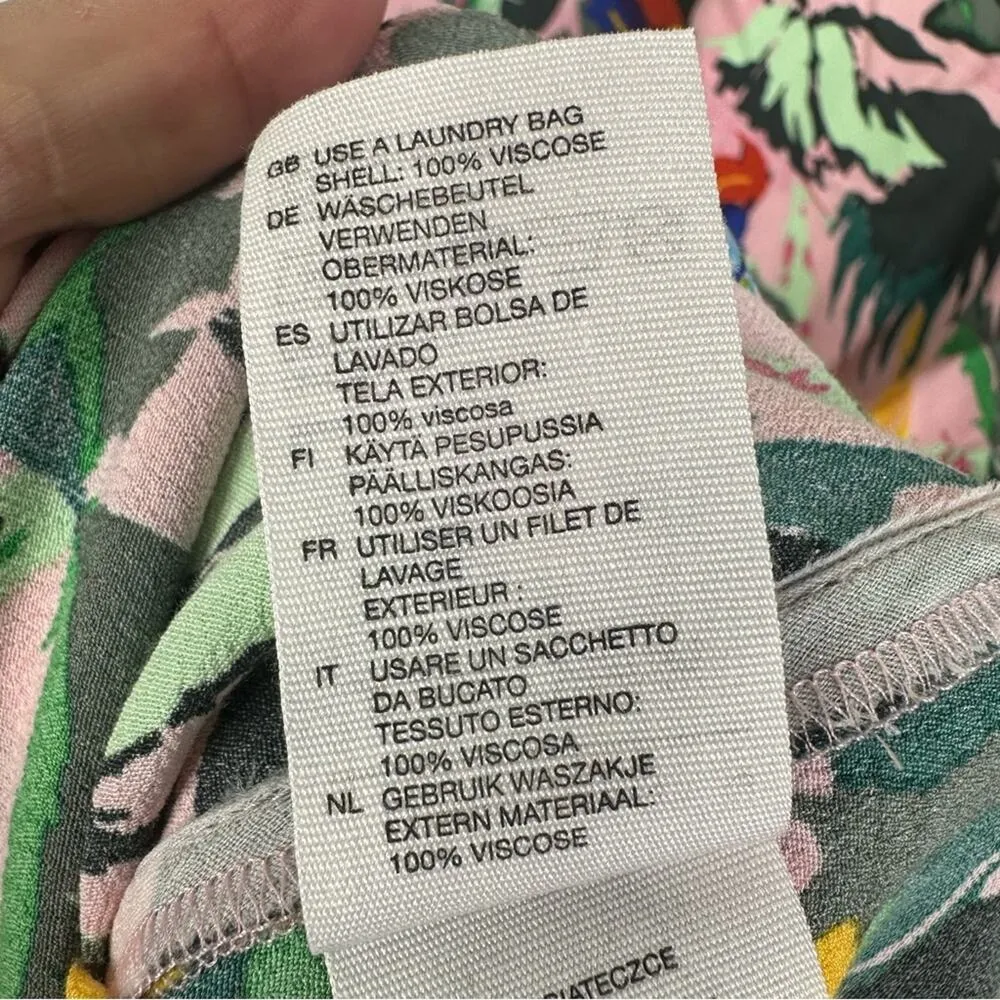 GB USE A LAUNDRY BAG
SHELL: 100% VISCOSE
DE WÄSCHEBEUTEL
VERWENDEN
OBERMATERIAL:
100% VISKOSE
ES UTILIZAR BOLSA DE
LAVADO
TELA EXTERIOR:
100% viscosa
FI KÄYTÄ PESUPUSSIA
PÄÄLLISKANGAS:
100% VISKOOSIA
FR UTILISER UN FILET DE
LAVAGE
EXTERIEUR :
100% VISCOSE
IT USARE UN SACCHETTO
DA BUCATO
TESSUTO ESTERNO:
100% VISCOSA
NL GEBRUIK WASZAKJE
EXTERN MATERIAAL:
100% VISCOSE